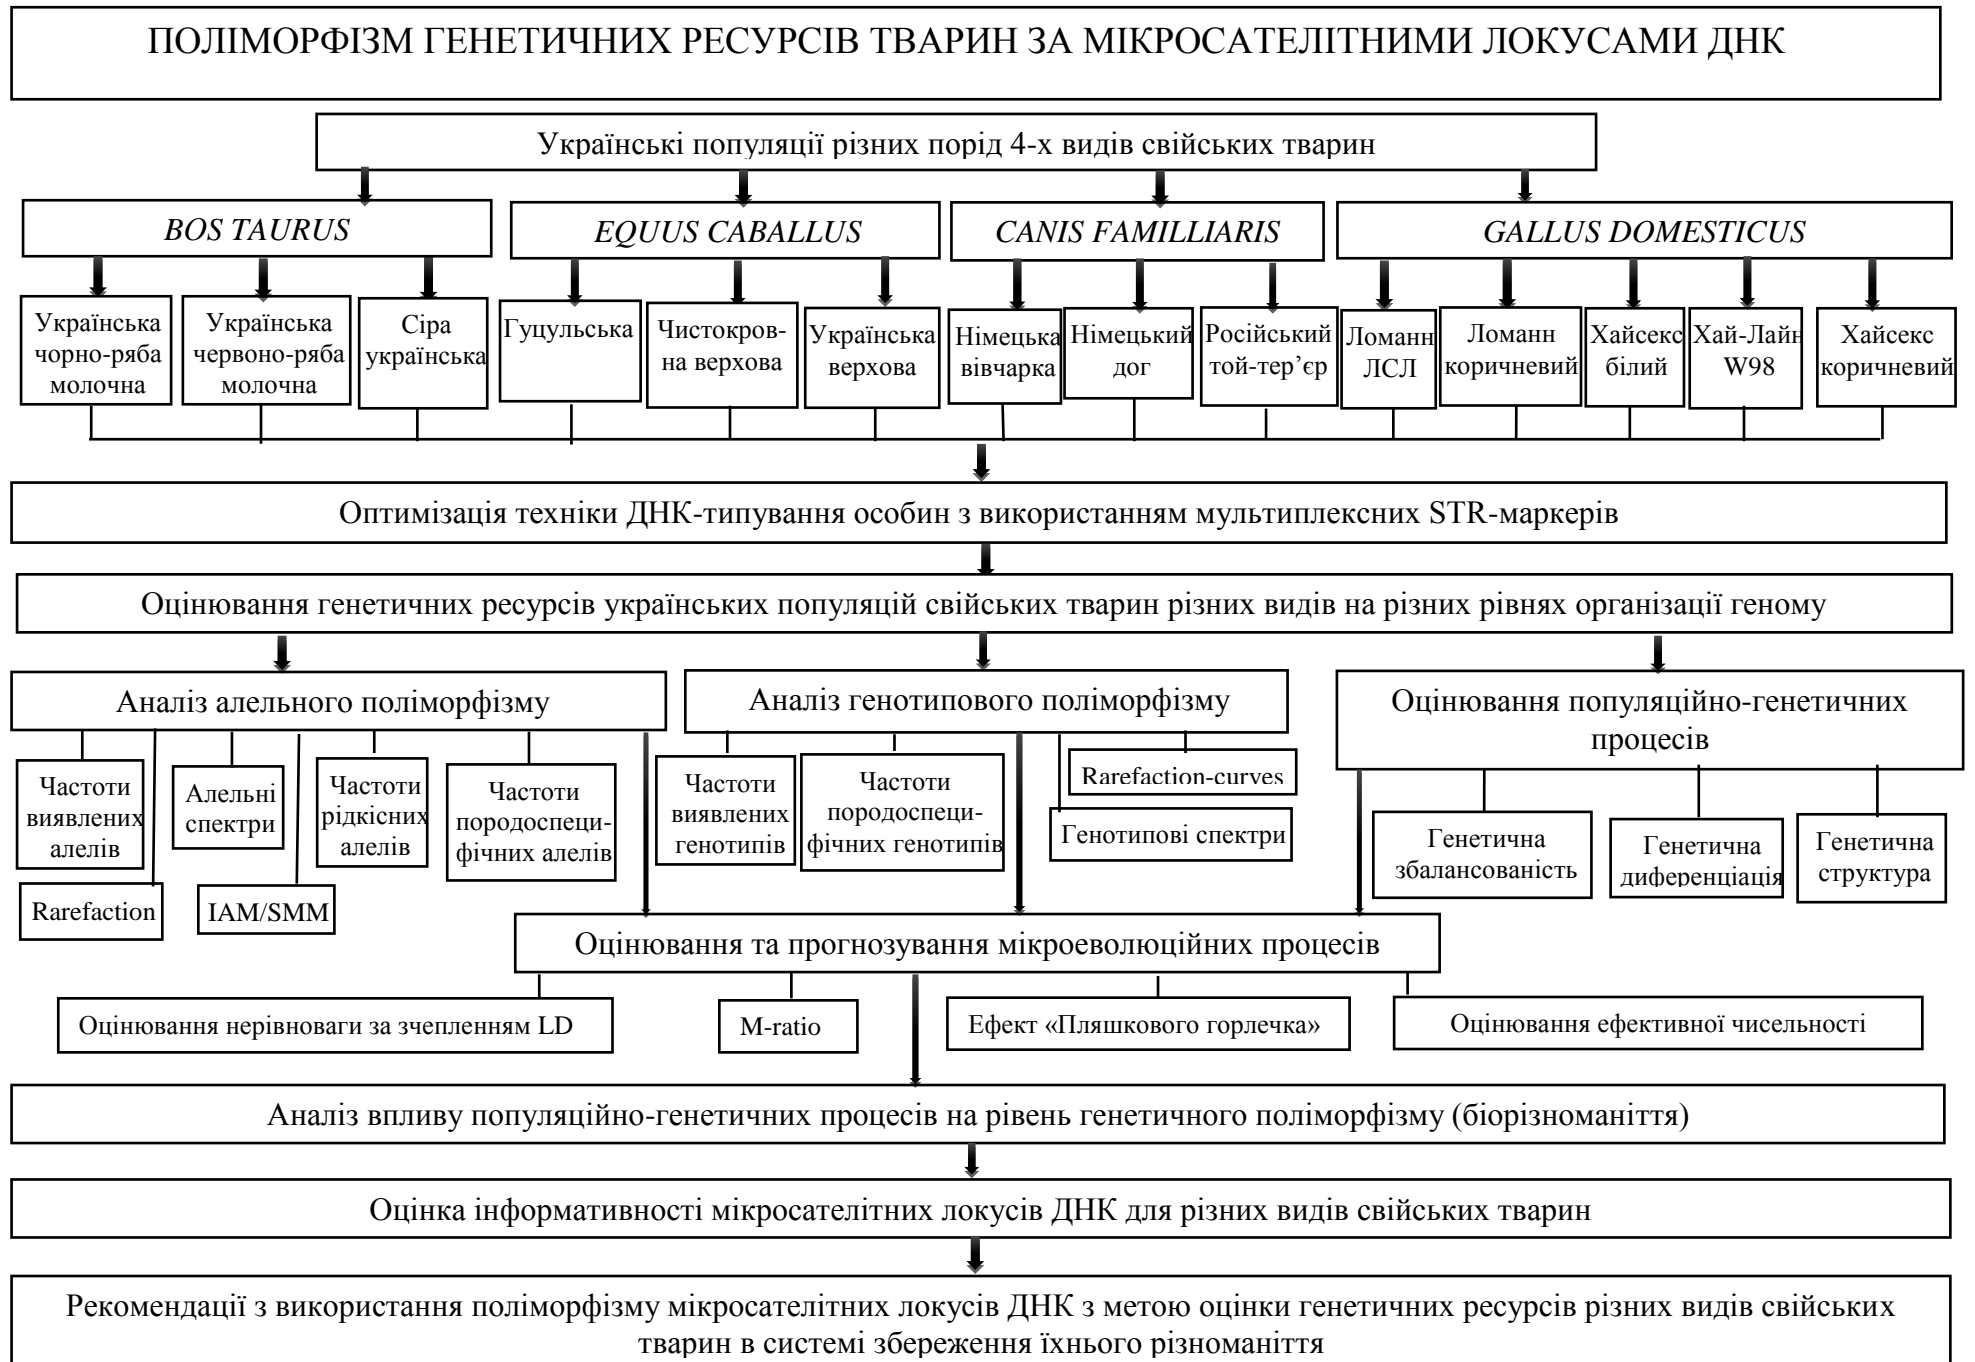 ПОЛІМОРФІЗМ ГЕНЕТИЧНИХ РЕСУРСІВ ТВАРИН ЗА МІКРОСАТЕЛІТНИМИ ЛОКУСАМИ ДНК
Українські популяції різних порід 4-х видів свійських тварин
BOS TAURUS
EQUUS CABALLUS
CANIS FAMILLIARIS
GALLUS DOMESTICUS
Українська
чорно-ряба
молочна
Українська
червоно-ряба
молочна
Сіра
українська
Гуцульська
Чистокров-
на верхова
Українська
верхова
Німецька
вівчарка
Німецький
дог
Російський
той-тер’єр
Ломанн
ЛСЛ
Ломанн
коричневий
Хайсекс
білий
Хай-Лайн
W98
Хайсекс
коричневий
Оптимізація техніки ДНК-типування особин з використанням мультиплексних STR-маркерів
Оцінювання генетичних ресурсів українських популяцій свійських тварин різних видів на різних рівнях організації геному
Аналіз алельного поліморфізму
Аналіз генотипового поліморфізму
Оцінювання популяційно-генетичних
процесів
Частоти
виявлених
алелів
Алельні
спектри
Частоти
рідкісних
алелів
Частоти
породоспеци-
фічних алелів
Rarefaction
IAM/SMM
Частоти
виявлених
генотипів
Частоти
породоспеци-
фічних генотипів
Rarefaction-curves
Генотипові спектри
Генетична
збалансованість
Генетична
диференціація
Генетична
структура
Оцінювання та прогнозування мікроеволюційних процесів
Оцінювання нерівноваги за зчепленням LD
M-ratio
Ефект «Пляшкового горлечка»
Оцінювання ефективної чисельності
Аналіз впливу популяційно-генетичних процесів на рівень генетичного поліморфізму (біорізноманіття)
Оцінка інформативності мікросателітних локусів ДНК для різних видів свійських тварин
Рекомендації з використання поліморфізму мікросателітних локусів ДНК з метою оцінки генетичних ресурсів різних видів свійських
тварин в системі збереження їхнього різноманіття